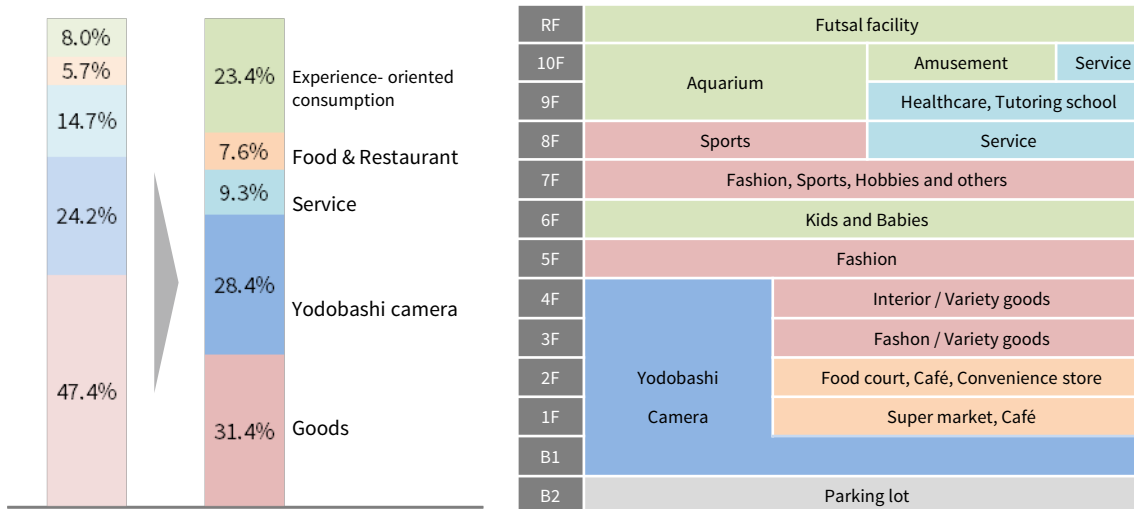 8.0%
5.7%
14.7%
24.2%
47.4%
23.4%
7.6%
9.3%
28.4%
31.4%
Experience- oriented
consumption
Food & Restaurant
Service
Yodobashi camera
Goods
RF
Futsal facility
10F
Aquarium
Amusement
Service
9F
Healthcare, Tutoring school
8F
Sports
Service
7F
Fashion, Sports, Hobbies and others
6F
Kids and Babies
5F
Fashion
4F
Interior / Variety goods
3F
Fashon / Variety goods
2F
Yodobashi
Food court, Café, Convenience store
1F
Camera
Super market, Café
B1
B2
Parking lot